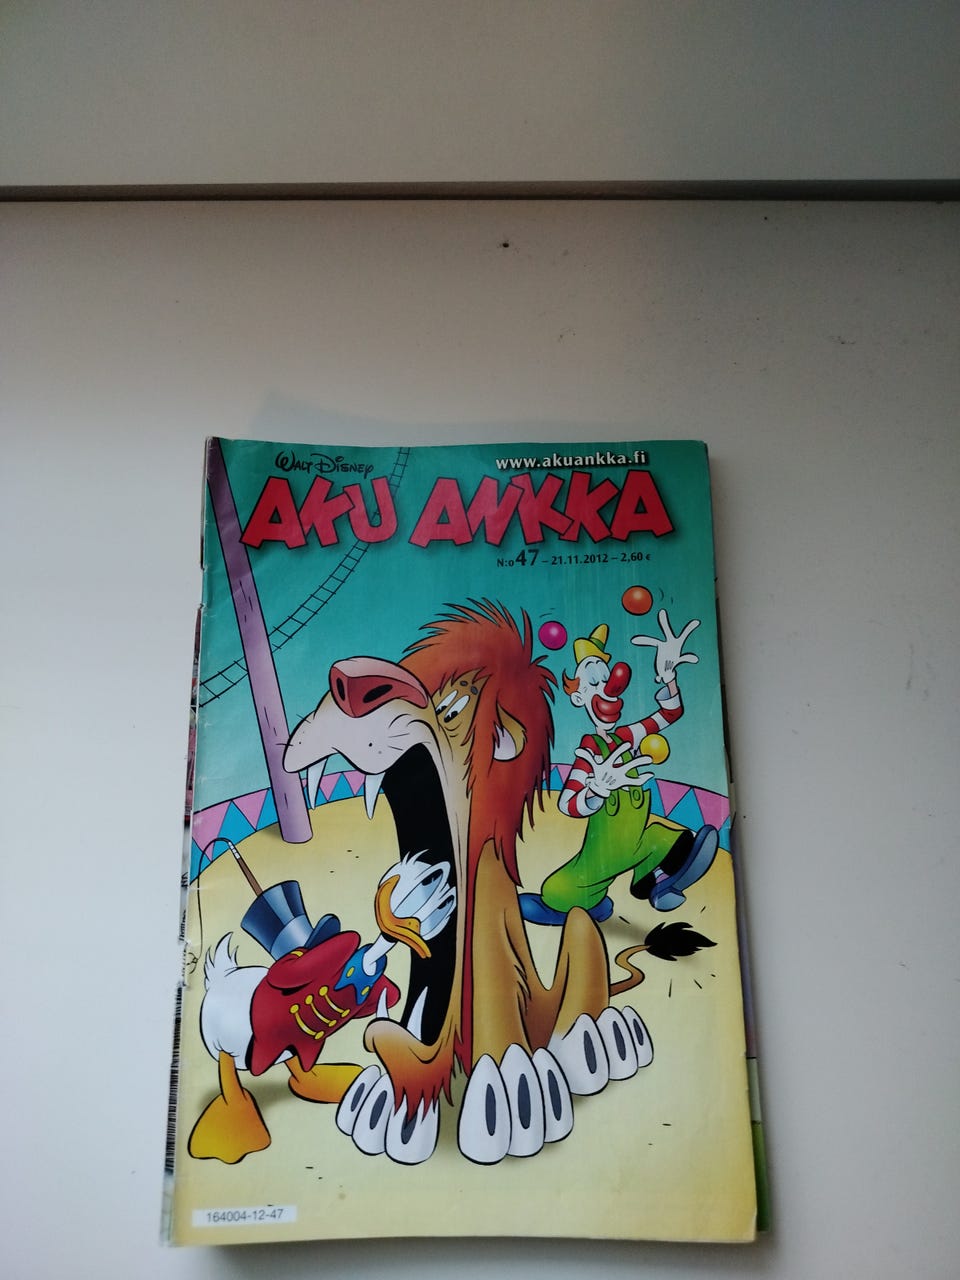 www.akuankka.fi
WALT DISNEY
AKU ANKKA
N:o 47 – 21.11.2012 – 2,60 €
164004-12-47